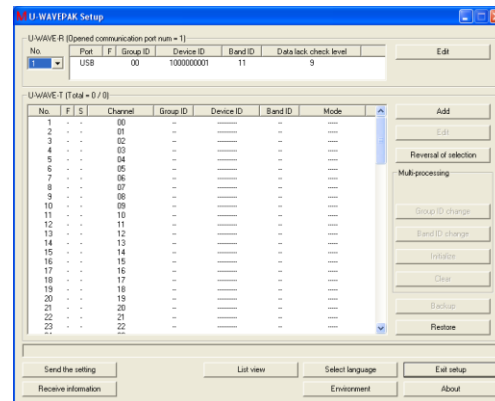 U-WAVEPAK Setup
U-WAVE-R (Opened communication port num = 1)
No. Port F Group ID Device ID Band ID Data lack check level
1 USB 00 1000000001 11 9
Edit
U-WAVE-T (Total = 0 / 0)
No. F S Channel Group ID Device ID Band ID Mode
1 - - 00 -- -------- -- -----
2 - - 01 -- -------- -- -----
3 - - 02 -- -------- -- -----
4 - - 03 -- -------- -- -----
5 - - 04 -- -------- -- -----
6 - - 05 -- -------- -- -----
7 - - 06 -- -------- -- -----
8 - - 07 -- -------- -- -----
9 - - 08 -- -------- -- -----
10 - - 09 -- -------- -- -----
11 - - 10 -- -------- -- -----
12 - - 11 -- -------- -- -----
13 - - 12 -- -------- -- -----
14 - - 13 -- -------- -- -----
15 - - 14 -- -------- -- -----
16 - - 15 -- -------- -- -----
17 - - 16 -- -------- -- -----
18 - - 17 -- -------- -- -----
19 - - 18 -- -------- -- -----
20 - - 19 -- -------- -- -----
21 - - 20 -- -------- -- -----
22 - - 21 -- -------- -- -----
23 - - 22 -- -------- -- -----
Add
Edit
Reversal of selection
Multi-processing
Group ID change
Band ID change
Initialize
Clear
Backup
Restore
Send the setting List view Select language Exit setup
Receive information Environment About